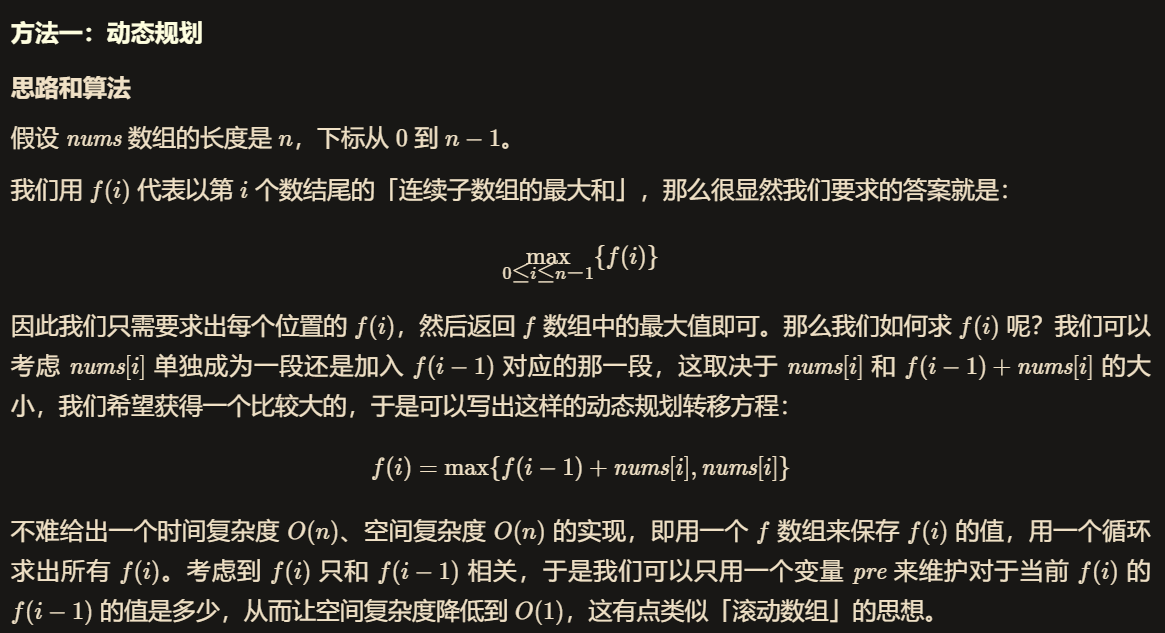 方法一：动态规划
思路和算法
假设 nums 数组的长度是 n，下标从 0 到 n − 1。
我们用 f(i) 代表以第 i 个数结尾的「连续子数组的最大和」，那么很显然我们要求的答案就是：
max {f(i)}
0≤i≤n−1
因此我们只需要求出每个位置的 f(i)，然后返回 f 数组中的最大值即可。那么我们如何求 f(i) 呢？我们可以
考虑 nums[i] 单独成为一段还是加入 f(i − 1) 对应的那一段，这取决于 nums[i] 和 f(i − 1) + nums[i] 的大
小，我们希望获得一个比较大的，于是可以写出这样的动态规划转移方程：
f(i) = max{f(i − 1) + nums[i], nums[i]}
不难给出一个时间复杂度 O(n)、空间复杂度 O(n) 的实现，即用一个 f 数组来保存 f(i) 的值，用一个循环
求出所有 f(i)。考虑到 f(i) 只和 f(i − 1) 相关，于是我们可以只用一个变量 pre 来维护对于当前 f(i) 的
f(i − 1) 的值是多少，从而让空间复杂度降低到 O(1)，这有点类似「滚动数组」的思想。